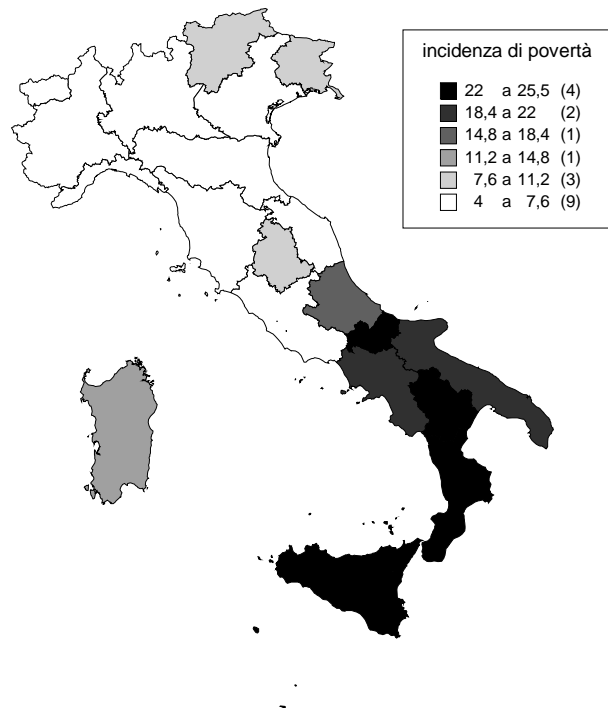 incidenza di povertà
22 a 25,5 (4)
18,4 a 22 (2)
14,8 a 18,4 (1)
11,2 a 14,8 (1)
7,6 a 11,2 (3)
4 a 7,6 (9)